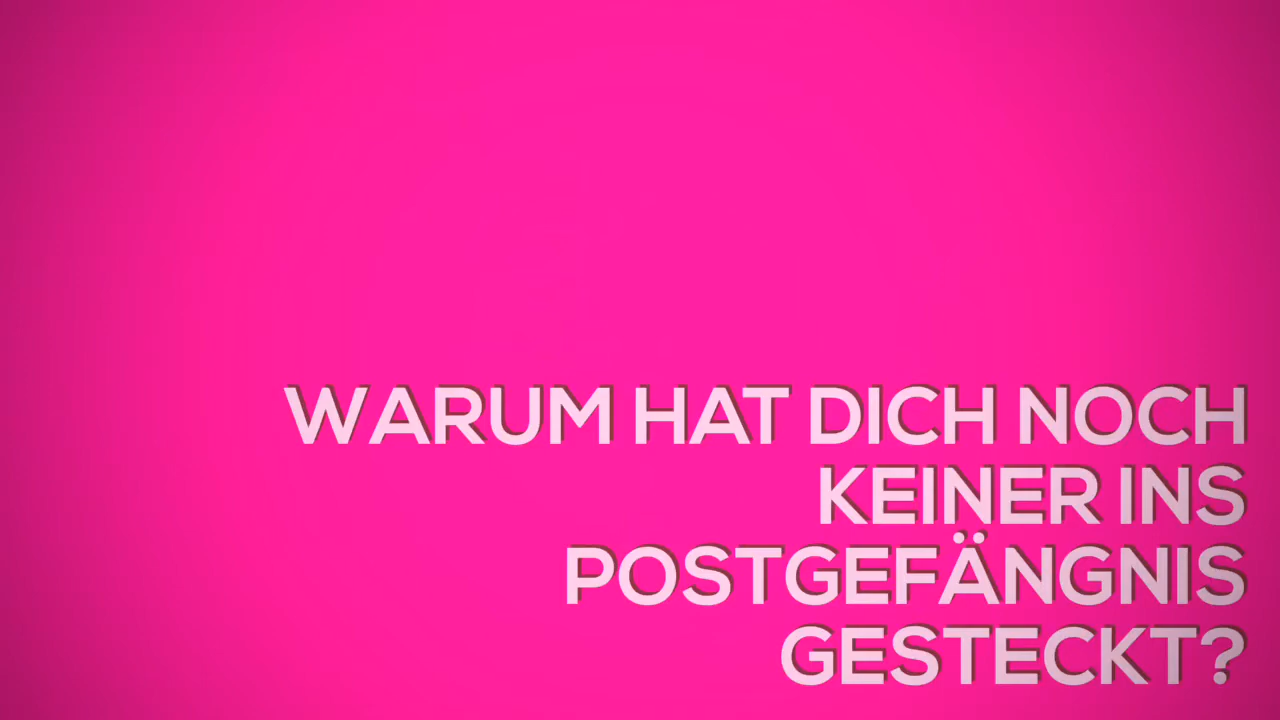 WARUM HAT DICH NOCH
KEINER INS
POSTGEFÄNGNIS
GESTECKT?